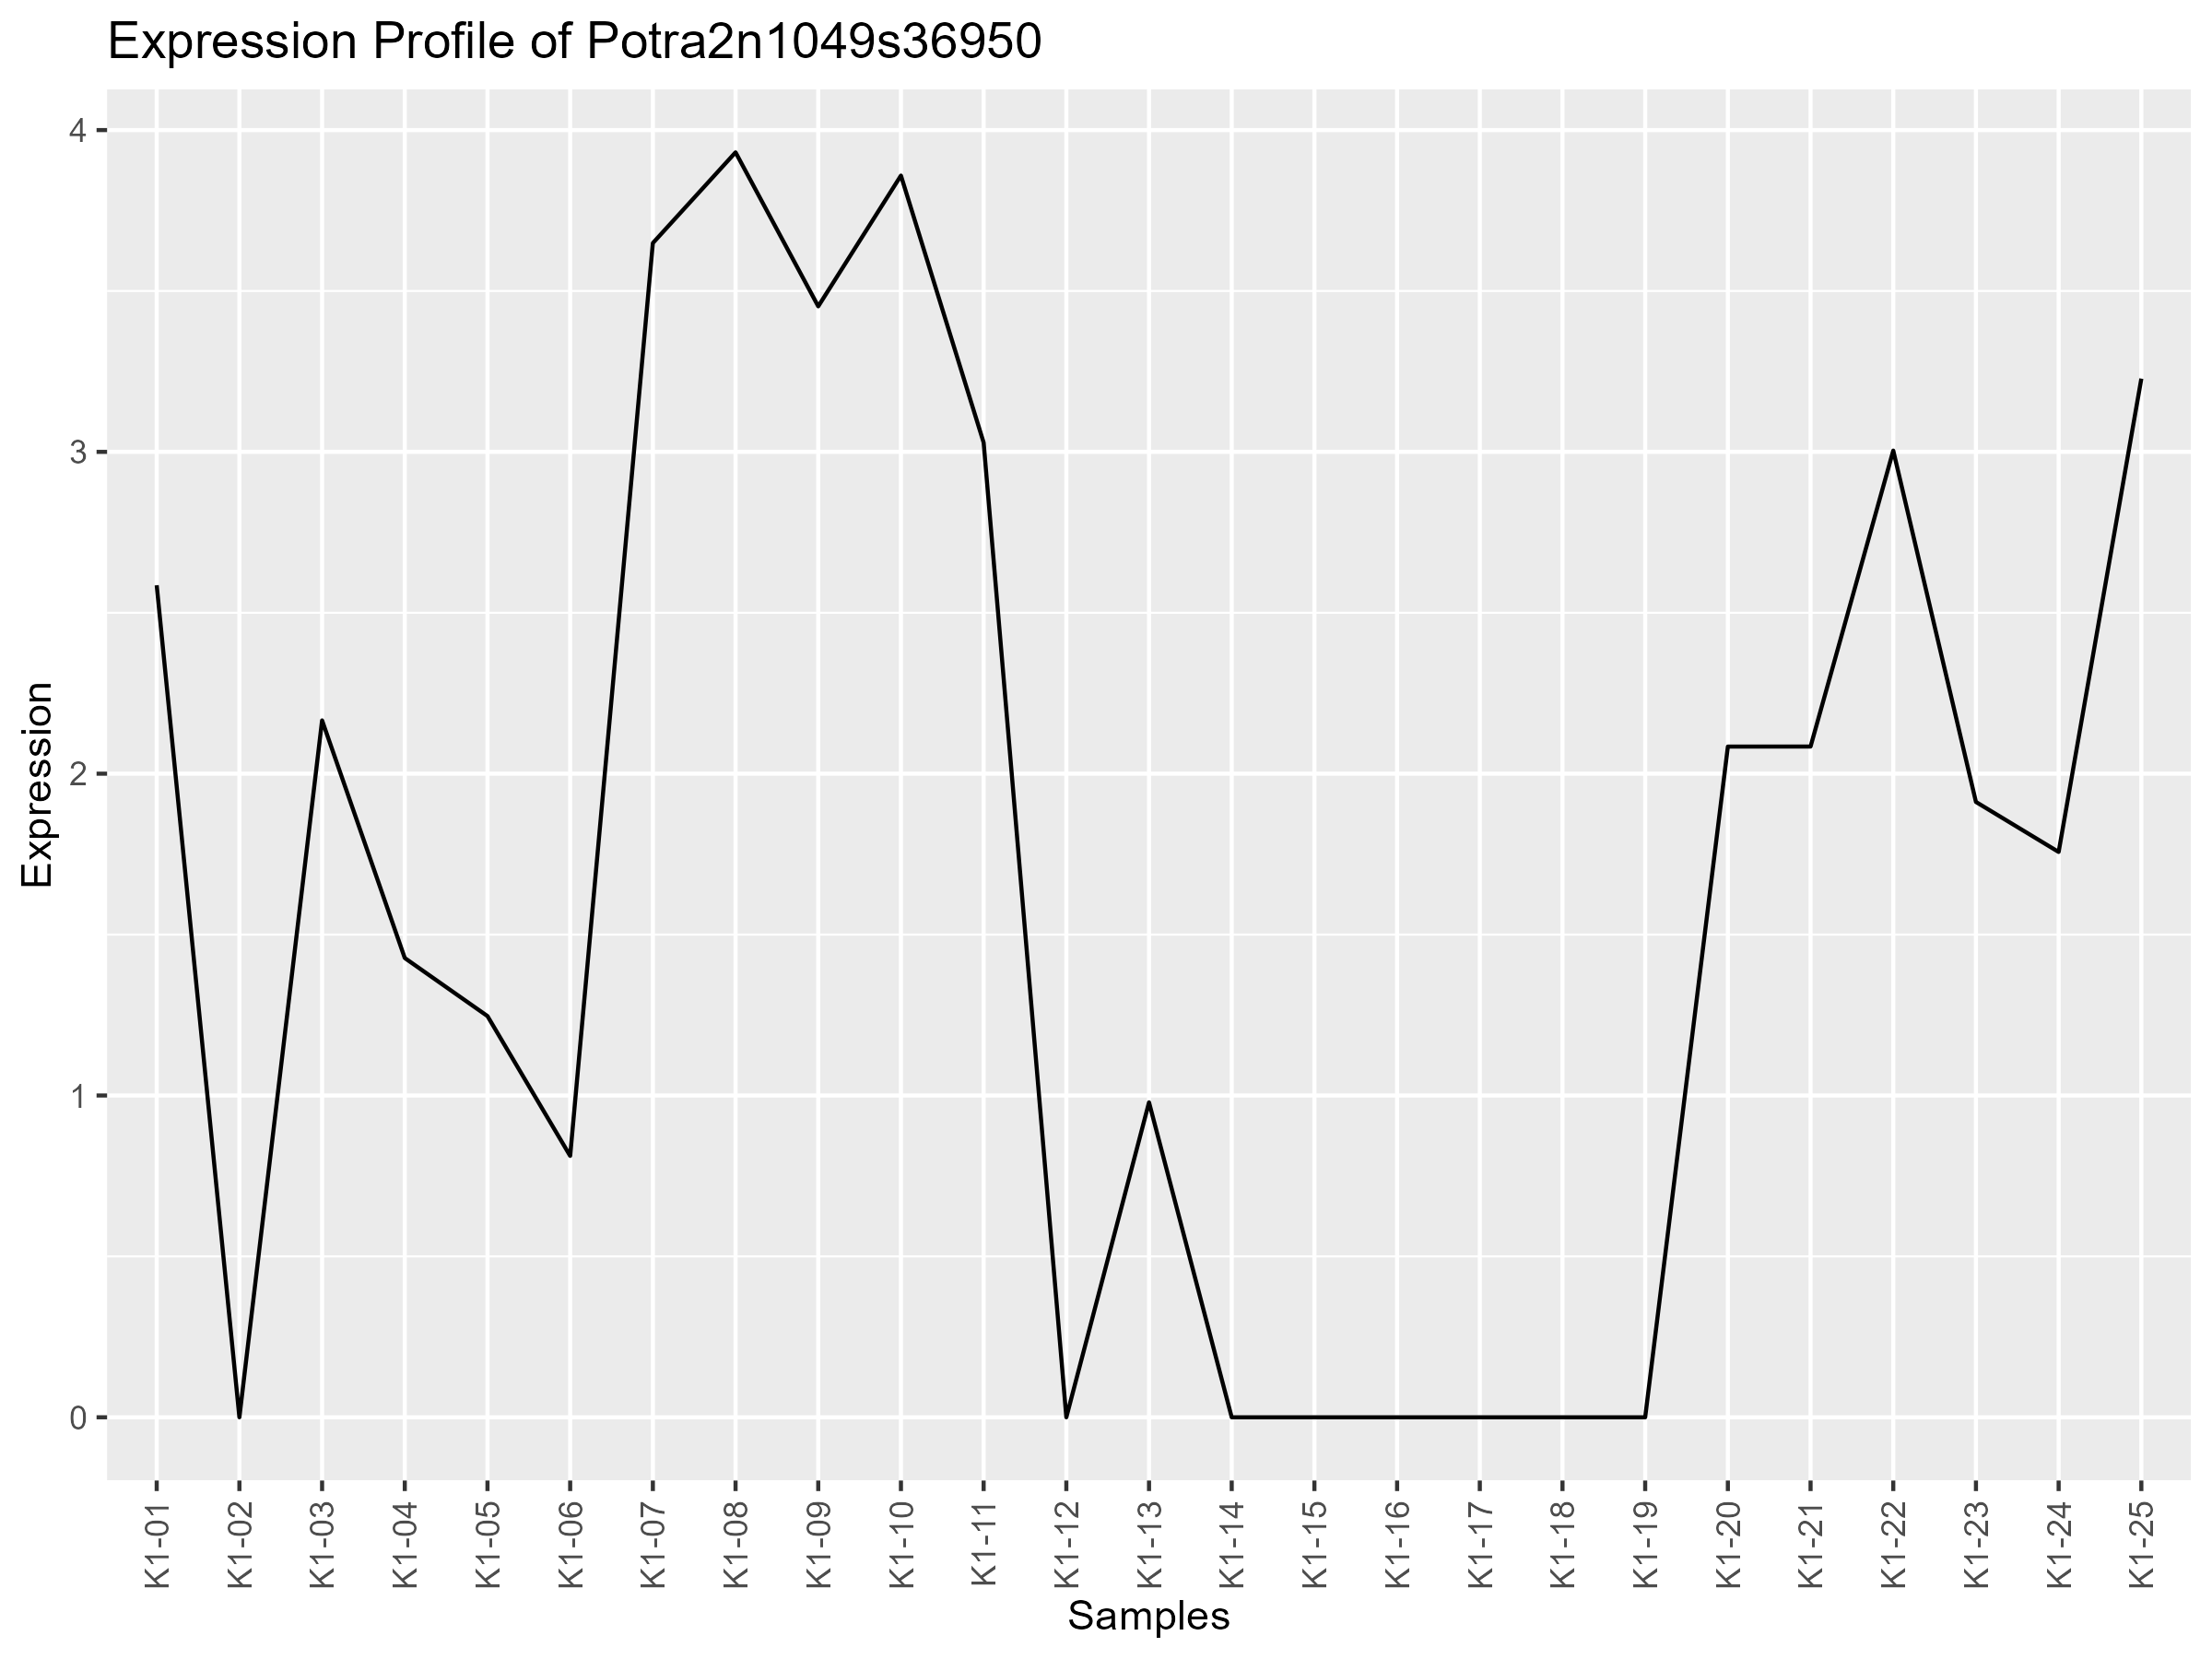 Expression Profile of Potra2n1049s36950
Expression
4
3
2
1
0
K1-01
K1-02
K1-03
K1-04
K1-05
K1-06
K1-07
K1-08
K1-09
K1-10
K1-11
K1-12
K1-13
K1-14
K1-15
K1-16
K1-17
K1-18
K1-19
K1-20
K1-21
K1-22
K1-23
K1-24
K1-25
Samples